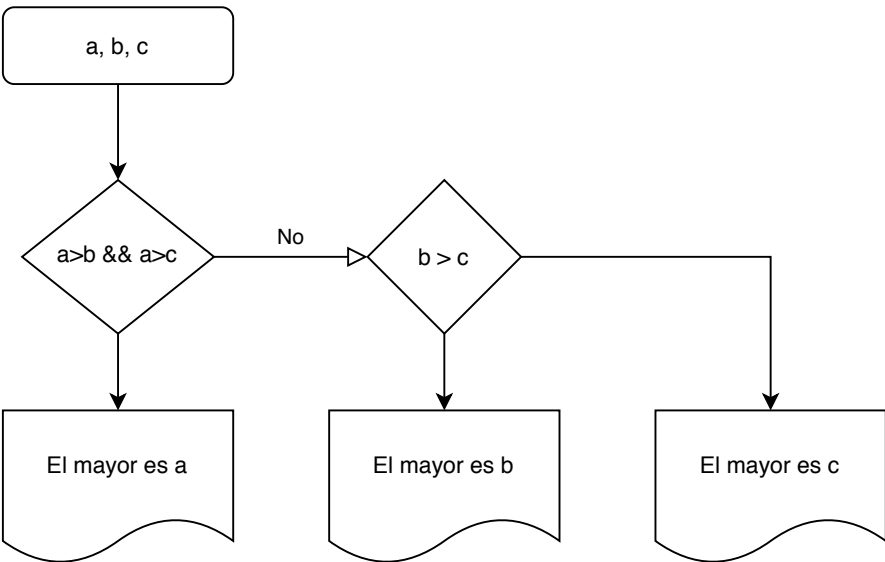 a, b, c
a>b && a>c
No
b > c
El mayor es a
El mayor es b
El mayor es c